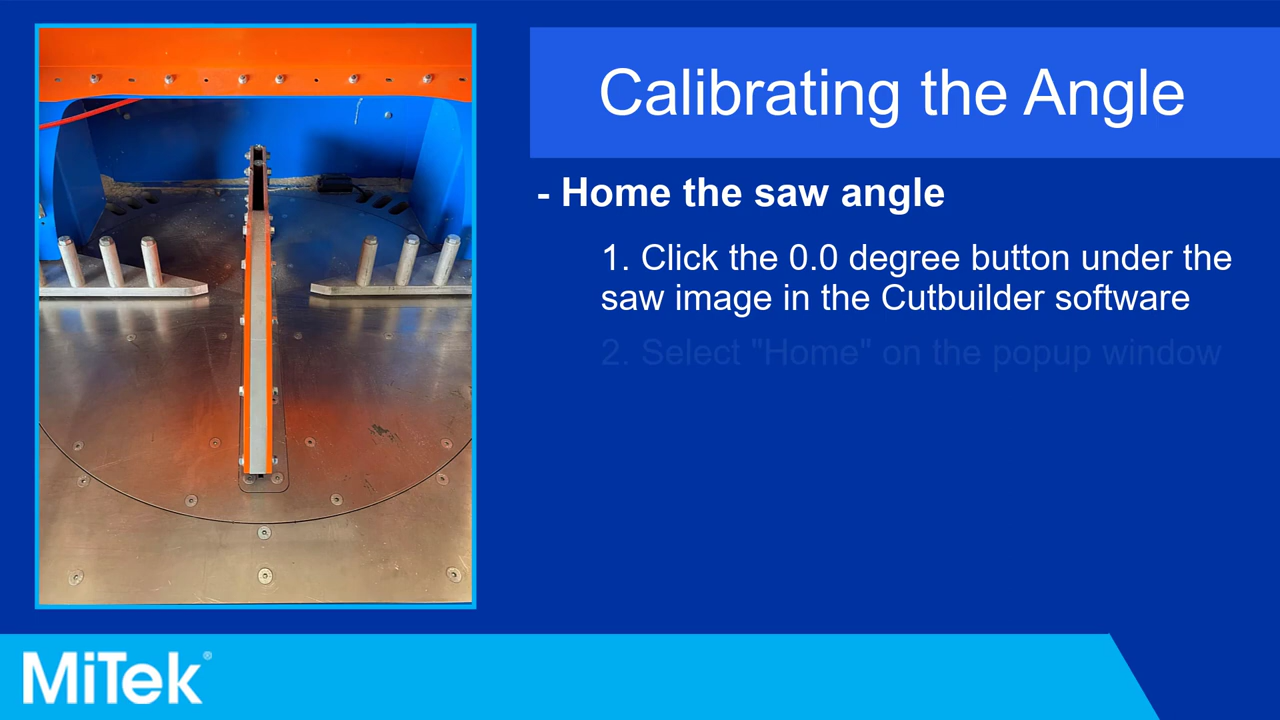 Calibrating the Angle
- Home the saw angle
1. Click the 0.0 degree button under the
saw image in the Cutbuilder software
2. Select "Home" on the popup window
MiTek®